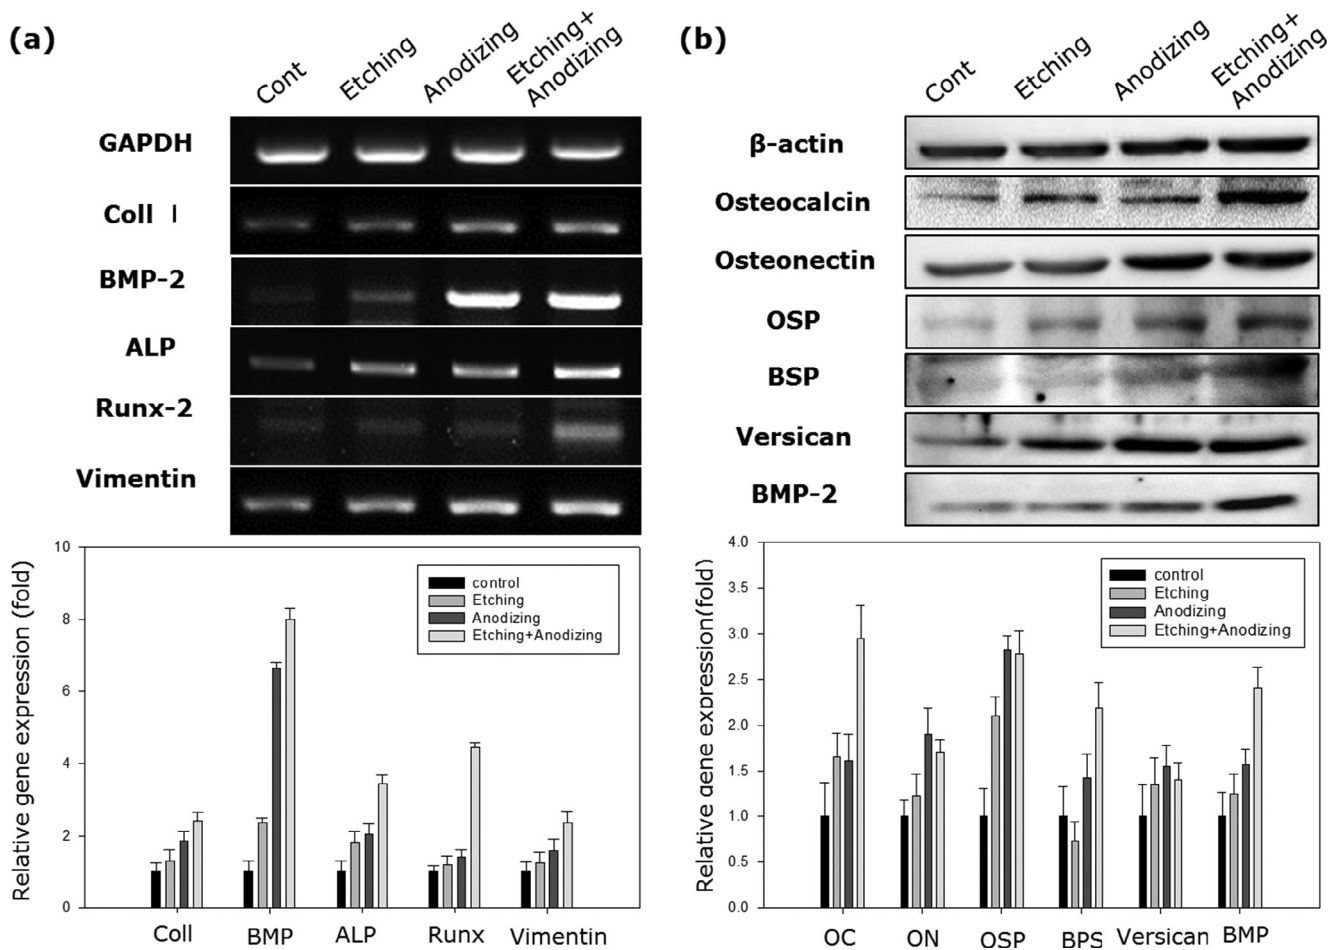 (a)
Cont Etching Anodizing Etching+
Anodizing
GAPDH
Coll Ⅰ
BMP-2
ALP
Runx-2
Vimentin
Relative gene expression (fold)
10
8
6
4
2
0
control
Etching
Anodizing
Etching+Anodizing
Coll BMP ALP Runx Vimentin
(b)
Cont Etching Anodizing Etching+
Anodizing
β-actin
Osteocalcin
Osteonectin
OSP
BSP
Versican
BMP-2
Relative gene expression(fold)
4.0
3.5
3.0
2.5
2.0
1.5
1.0
0.5
0.0
control
Etching
Anodizing
Etching+Anodizing
OC ON OSP BPS Versican BMP